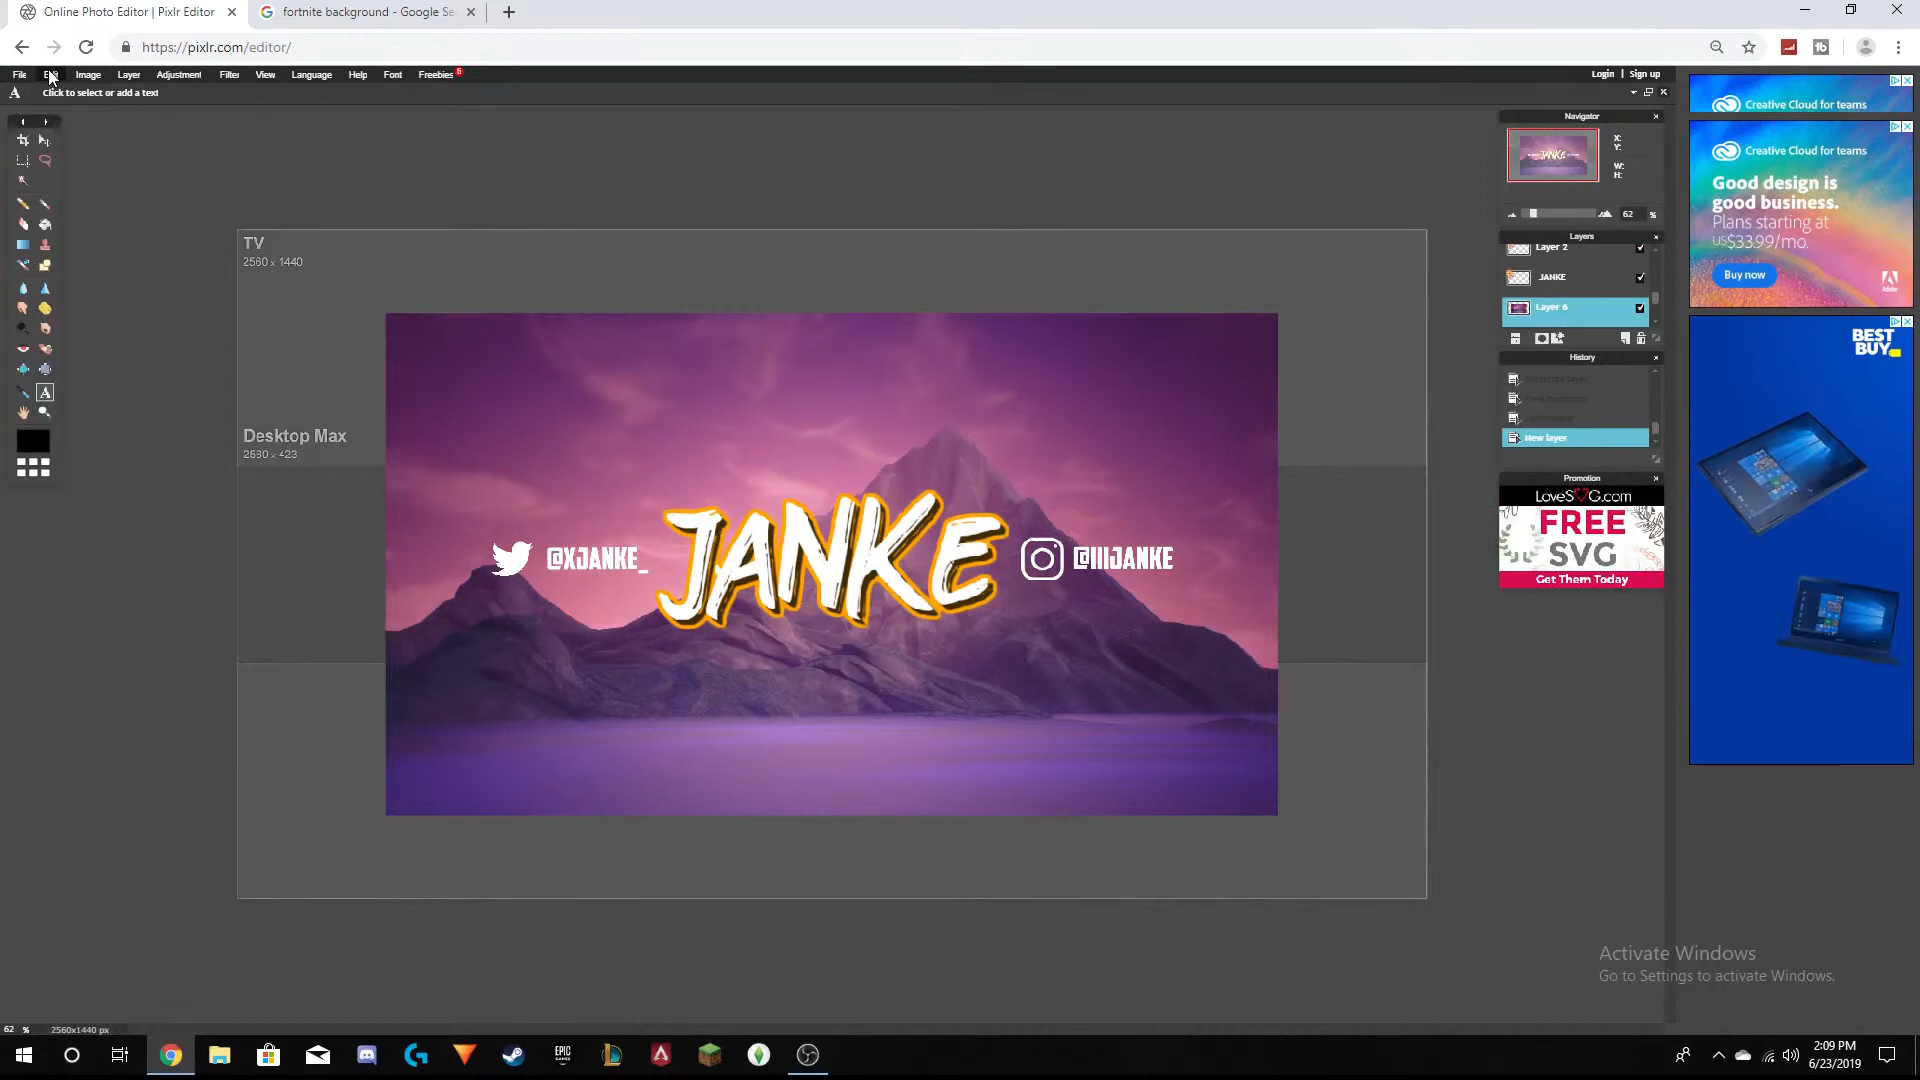 Online Photo Editor | Pixlr Editor
fortnite background - Google Se
https://pixlr.com/editor/
File Image Layer Adjustment Filter View Language Help Font Freebies 6
Login | Sign up
A Click to select or add a text
Navigator
X:
Y:
W:
H:
62 %
Layers
Layer 2
JANKE
Layer 6
History
New layer
Promotion
LoveSVG.com
FREE
SVG
Get Them Today
Creative Cloud for teams
Creative Cloud for teams
Good design is
good business.
Plans starting at
US$33.99/mo.
Buy now
Adobe
BEST
BUY
TV
2560 x 1440
Desktop Max
2560 x 423
@XJANKE_
JANKE
@IIIJANKE
A
Activate Windows
Go to Settings to activate Windows.
62 % 2560x1440 px
EPIC
GAMES
2:09 PM
6/23/2019